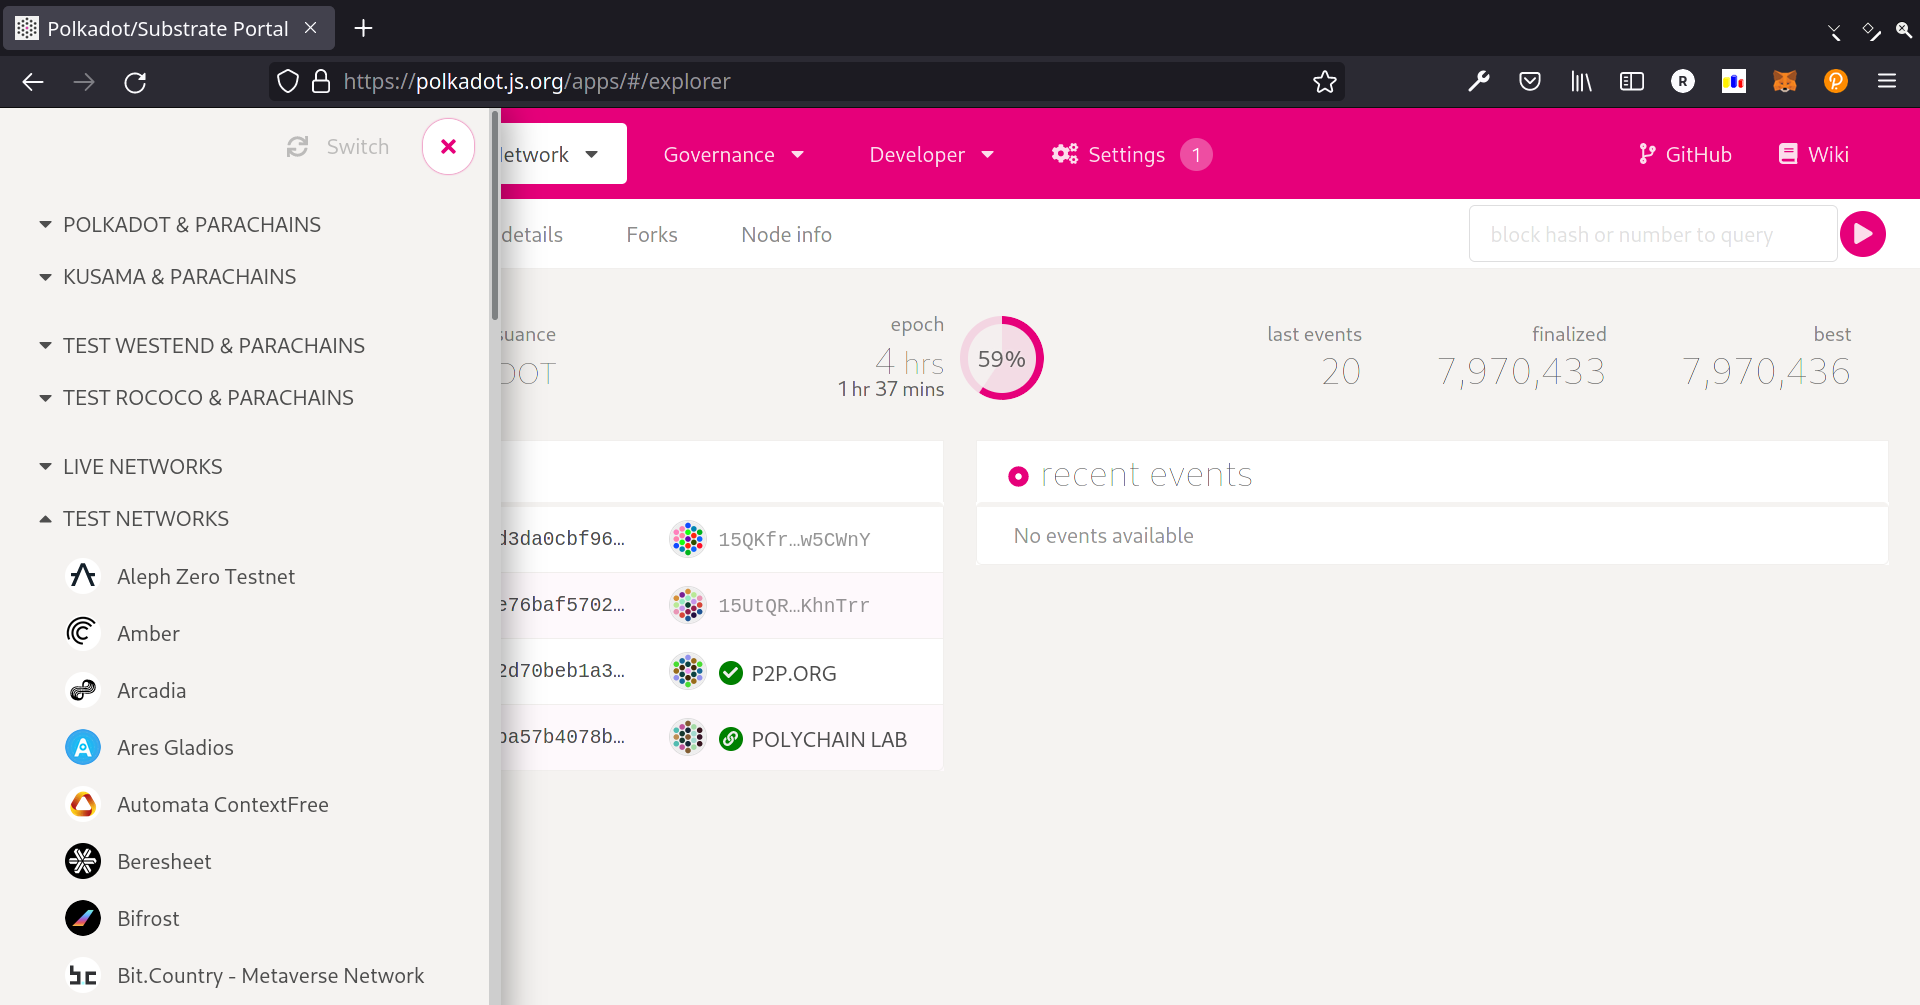 Polkadot/Substrate Portal
https://polkadot.js.org/apps/#/explorer
R
Switch
etwork
Governance
Developer
Settings
1
GitHub
Wiki
POLKADOT & PARACHAINS
KUSAMA & PARACHAINS
TEST WESTEND & PARACHAINS
TEST ROCOCO & PARACHAINS
LIVE NETWORKS
TEST NETWORKS
Aleph Zero Testnet
Amber
Arcadia
Ares Gladios
Automata ContextFree
Beresheet
Bifrost
Bit.Country - Metaverse Network
details
Forks
Node info
block hash or number to query
suance
DOT
epoch
4 hrs
1 hr 37 mins
59%
last events
20
finalized
7,970,433
best
7,970,436
d3da0cbf96…
15QKfr…w5CWnY
e76baf5702…
15UtQR…KhnTrr
2d70beb1a3…
P2P.ORG
ba57b4078b…
POLYCHAIN LAB
recent events
No events available